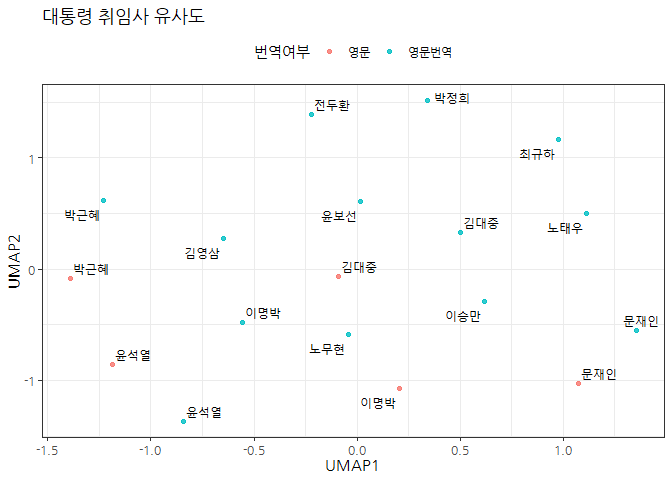 대통령 취임사 유사도
번역여부 영문 영문번역
전두환
박정희
최규하
박근혜
윤보선
김대중
노태우
김영삼
박근혜
김대중
이명박
이승만
문재인
노무현
윤석열
문재인
이명박
윤석열
1
0
-1
UMAP2
-1.5 -1.0 -0.5 0.0 0.5 1.0
UMAP1